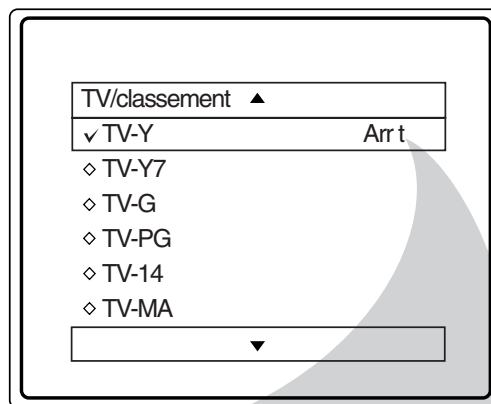 TV/classement ▲
✓ TV-Y Arr t
◇ TV-Y7
◇ TV-G
◇ TV-PG
◇ TV-14
◇ TV-MA
▼